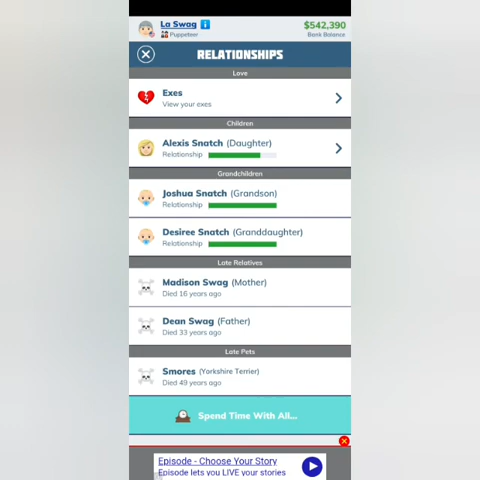 La Swag i
Puppeteer
$542,390
Bank Balance
RELATIONSHIPS
Love
Exes
View your exes
Children
Alexis Snatch (Daughter)
Relationship
Grandchildren
Joshua Snatch (Grandson)
Relationship
Desiree Snatch (Granddaughter)
Relationship
Late Relatives
Madison Swag (Mother)
Died 16 years ago
Dean Swag (Father)
Died 33 years ago
Late Pets
Smores (Yorkshire Terrier)
Died 49 years ago
Spend Time With All...
Episode - Choose Your Story
Episode lets you LIVE your stories